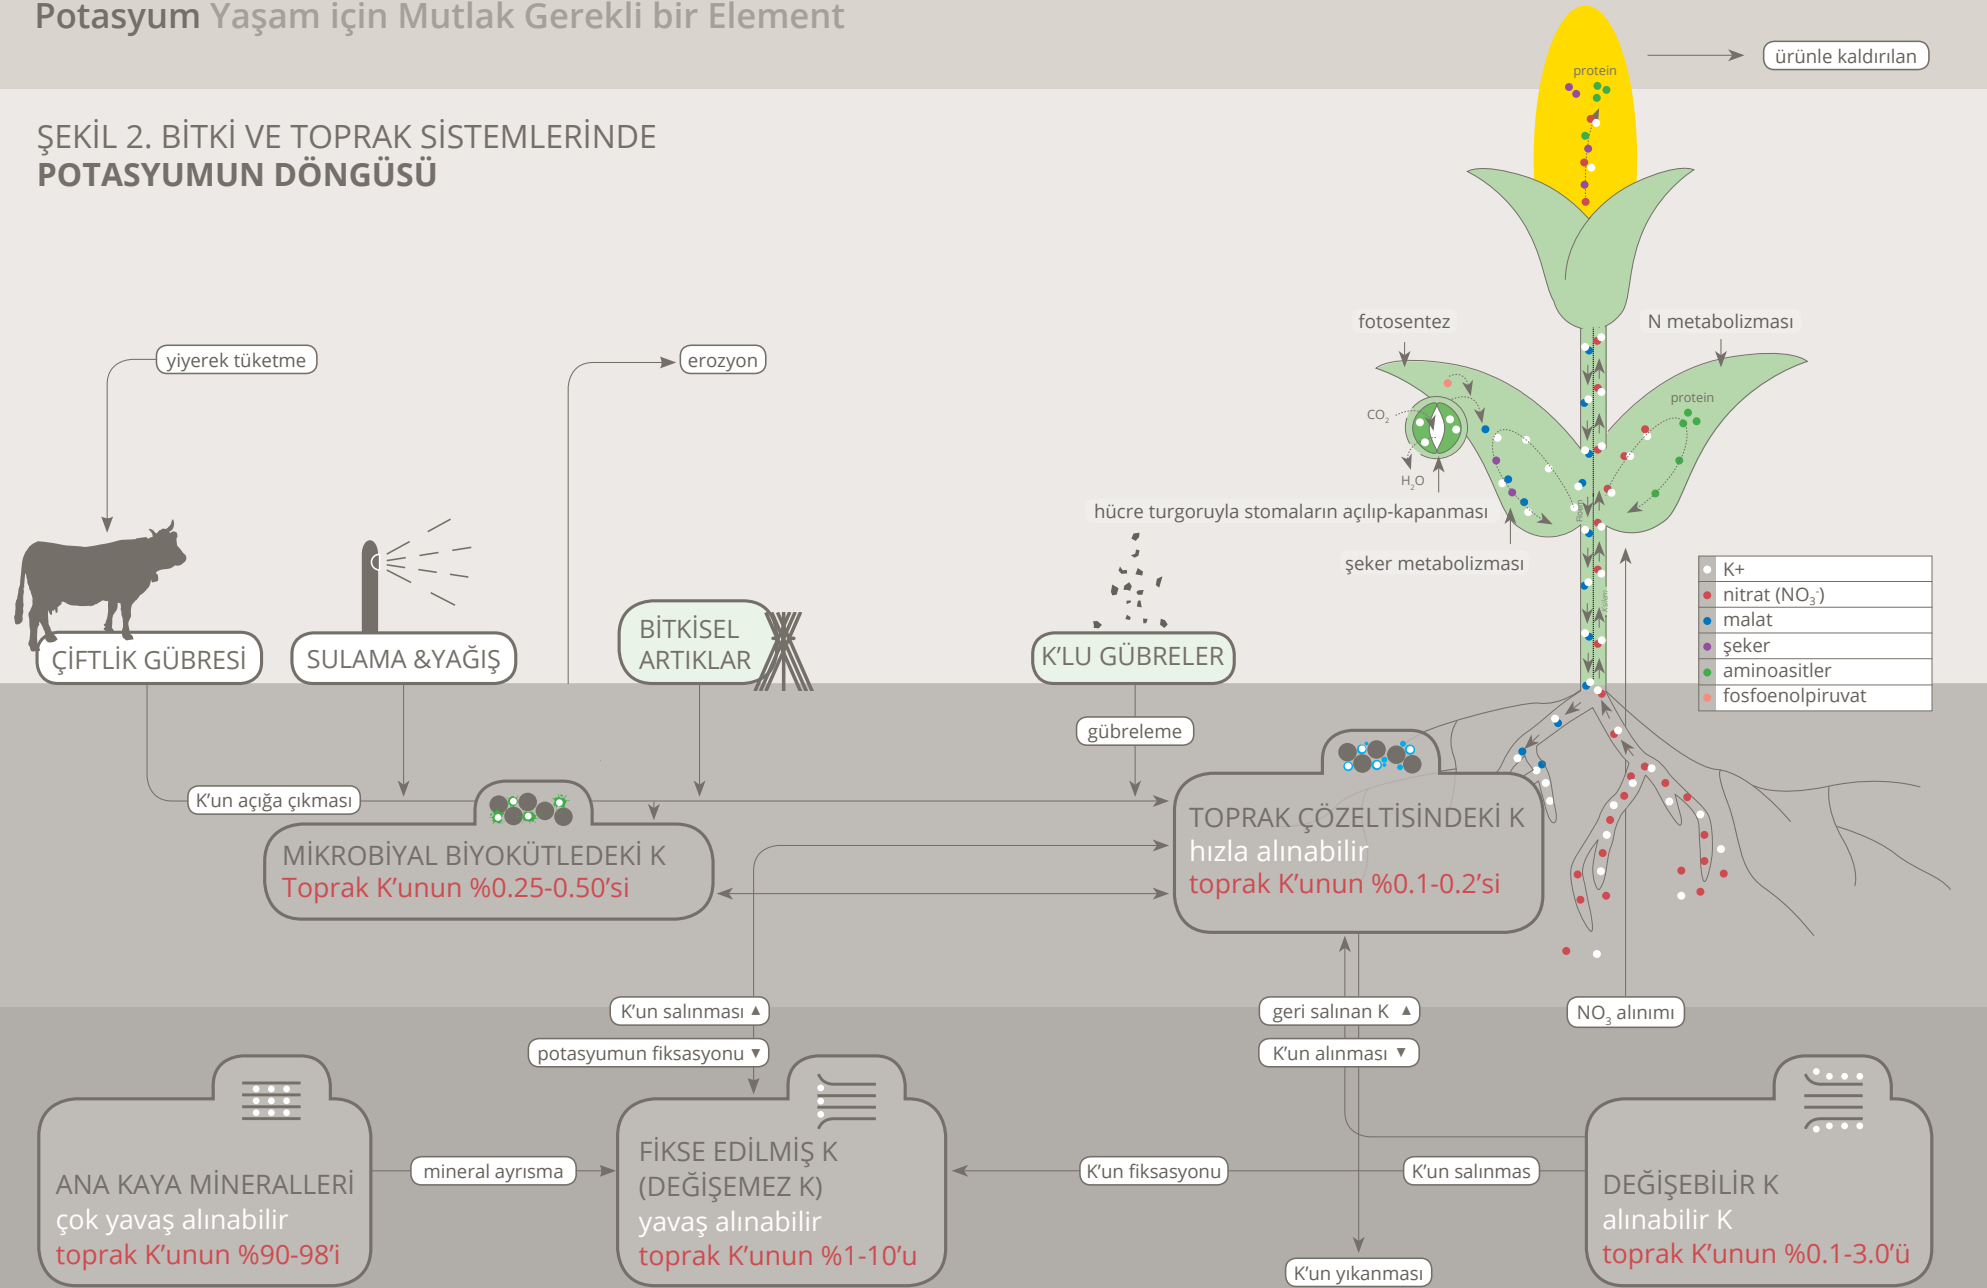 Potasyum Yaşam için Mutlak Gerekli bir Element
ŞEKİL 2. BİTKİ VE TOPRAK SİSTEMLERİNDE
POTASYUMUN DÖNGÜSÜ
ürünle kaldırılan
protein
fotosentez
N metabolizması
yiyerek tüketme
erozyon
protein
CO2
H2O
hücre turgoruyla stomaların açılıp-kapanması
şeker metabolizması
K+
nitrat (NO3-)
malat
şeker
aminoasitler
fosfoenolpiruvat
ÇİFTLİK GÜBRESİ
SULAMA &YAĞIŞ
BİTKİSEL
ARTIKLAR
K'LU GÜBRELER
gübreleme
K'un açığa çıkması
MİKROBİYAL BİYOKÜTLEDEKİ K
Toprak K'unun %0.25-0.50'si
TOPRAK ÇÖZELTİSİNDEKİ K
hızla alınabilir
toprak K'unun %0.1-0.2'si
K'un salınması ▲
potasyumun fiksasyonu ▼
geri salınan K ▲
K'un alınması ▼
NO3 alınımı
ANA KAYA MİNERALLERİ
çok yavaş alınabilir
toprak K'unun %90-98'i
mineral ayrısma
FİKSE EDİLMİŞ K
(DEĞİŞEMEZ K)
yavaş alınabilir
toprak K'unun %1-10'u
K'un fiksasyonu
K'un salınmas
DEĞİŞEBİLİR K
alınabilir K
toprak K'unun %0.1-3.0'ü
K'un yıkanması